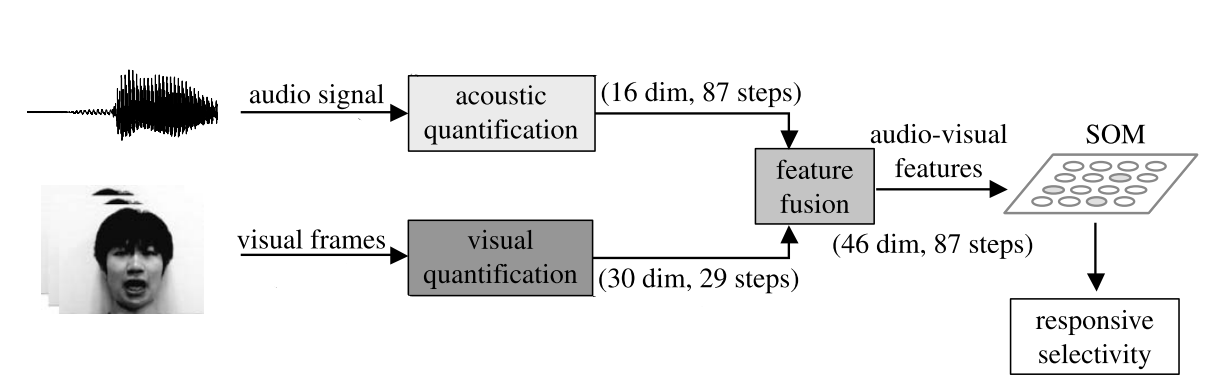 audio signal
acoustic
quantification
(16 dim, 87 steps)
audio-visual
features
SOM
feature
fusion
visual frames
visual
quantification
(30 dim, 29 steps)
(46 dim, 87 steps)
responsive
selectivity